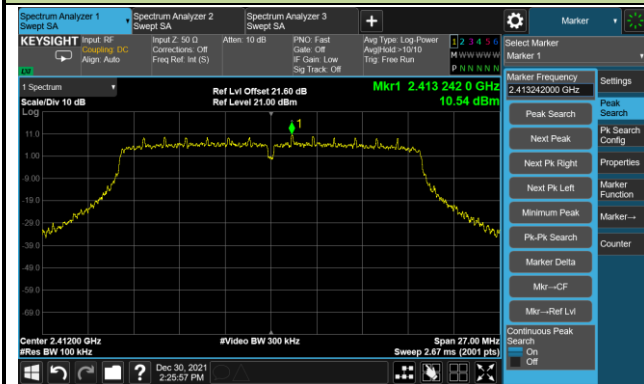 Spectrum Analyzer 1
Swept SA
Spectrum Analyzer 2
Swept SA
Spectrum Analyzer 3
Swept SA
+
Marker
KEYSIGHT
Input: RF
Coupling: DC
Align: Auto
Input Z: 50 Ω
Corrections: Off
Freq Ref: Int (S)
Atten: 10 dB
PNO: Fast
Gate: Off
IF Gain: Low
Sig Track: Off
Avg Type: Log-Power
Avg|Hold >10/10
Trig: Free Run
1 2 3 4 5 6
M W W W W W
P N N N N N
Select Marker
Marker 1
1 Spectrum
Scale/Div 10 dB
Log
Ref Lvl Offset 21.60 dB
Ref Level 21.00 dBm
Mkr1 2.413 242 0 GHz
10.54 dBm
1
11.0
1.00
-9.00
-19.0
-29.0
-39.0
-49.0
-59.0
-69.0
Center 2.41200 GHz
#Res BW 100 kHz
#Video BW 300 kHz
Span 27.00 MHz
Sweep 2.67 ms (2001 pts)
Marker Frequency
2.413242000 GHz
Peak Search
Next Peak
Next Pk Right
Next Pk Left
Minimum Peak
Pk-Pk Search
Marker Delta
Mkr→CF
Mkr→Ref Lvl
Continuous Peak
Search
On
Off
Settings
Peak
Search
Pk Search
Config
Properties
Marker
Function
Marker→
Counter
?
Dec 30, 2021
2:25:57 PM